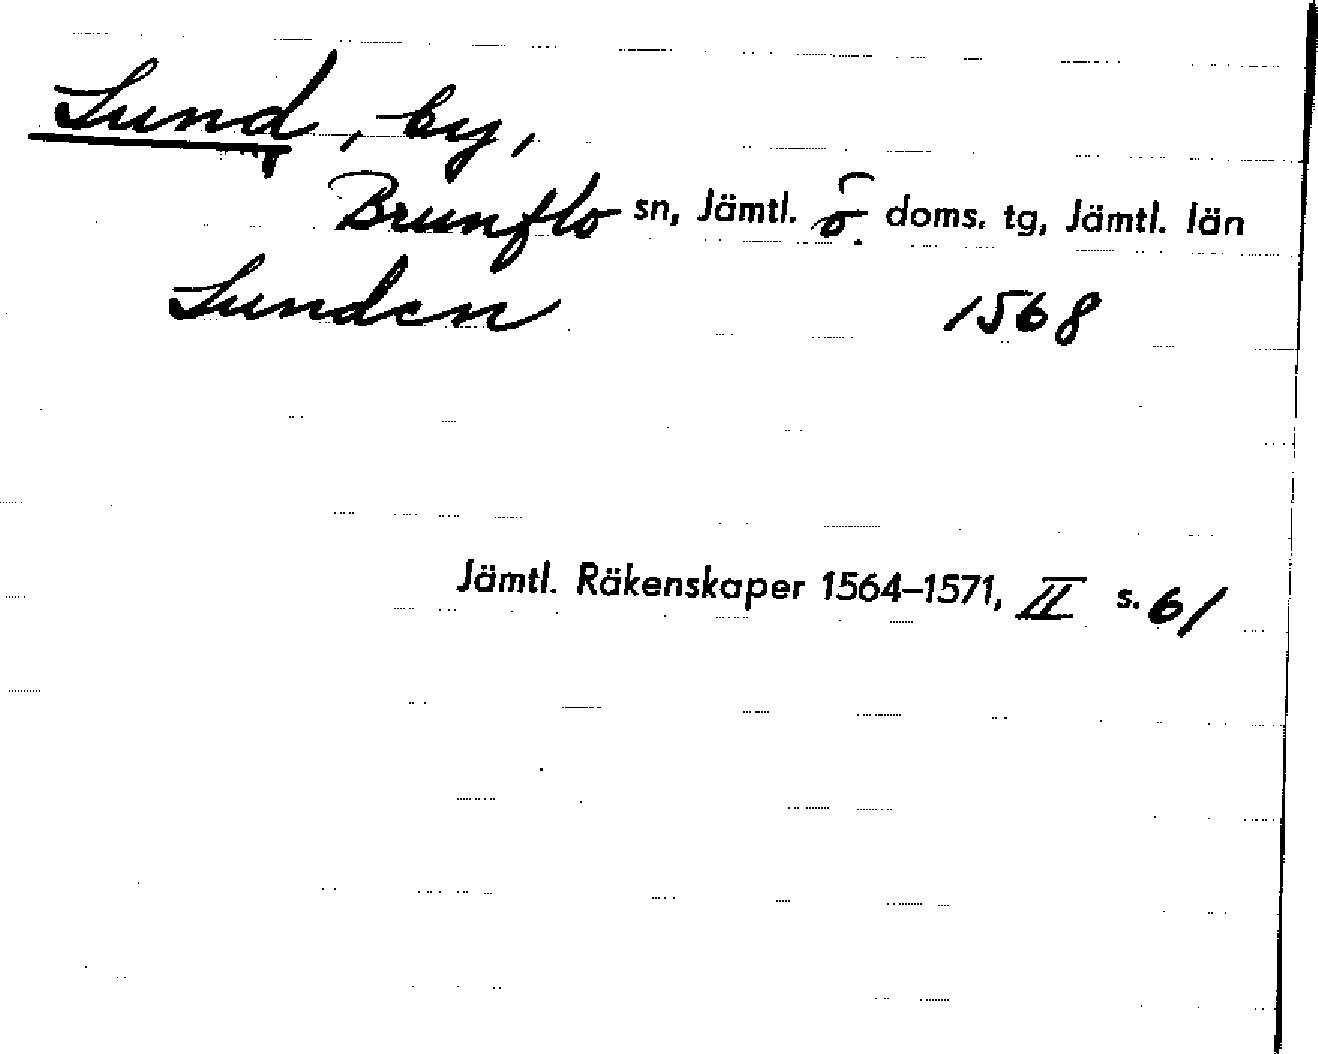 Lund, by,
Brunflo sn, Jämtl. ö. doms. tg, Jämtl. län
Lunden 1568
Jämtl. Räkenskaper 1564–1571, II s. 61